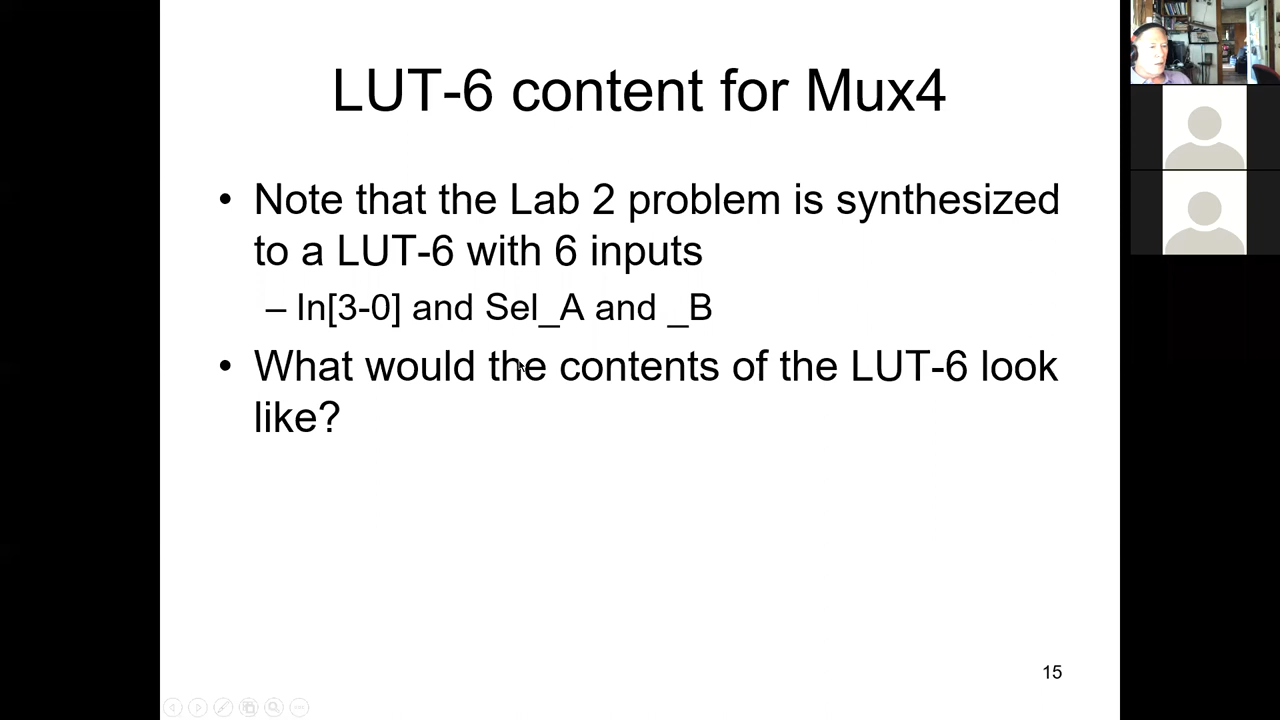 LUT-6 content for Mux4
• Note that the Lab 2 problem is synthesized
to a LUT-6 with 6 inputs
– In[3-0] and Sel_A and _B
• What would the contents of the LUT-6 look
like?
15